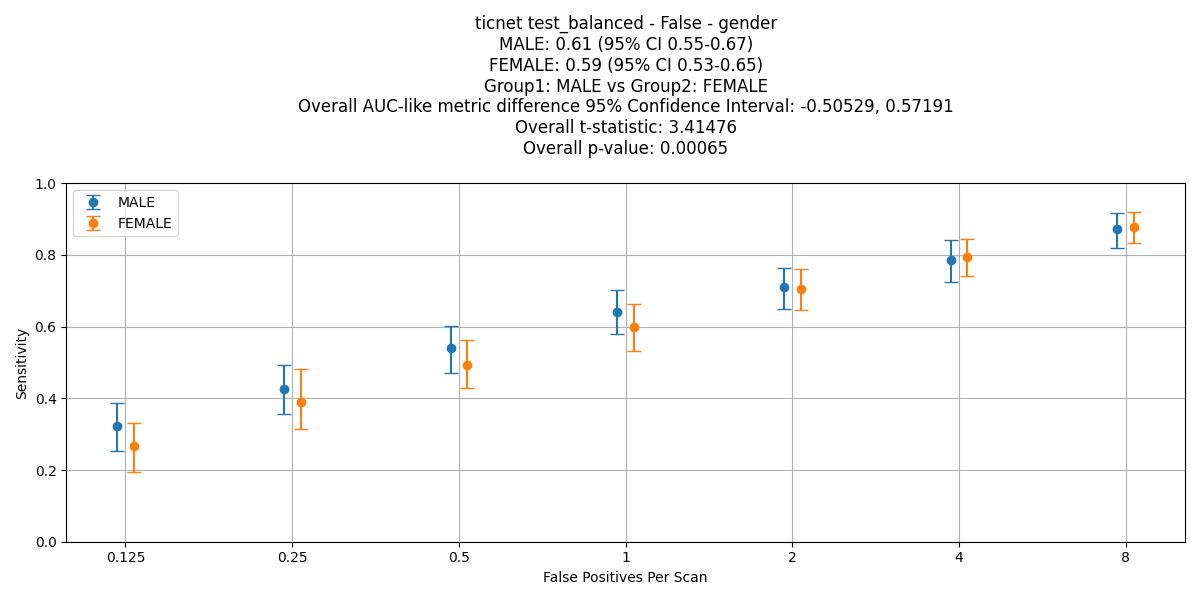 ticnet test_balanced - False - gender
MALE: 0.61 (95% CI 0.55-0.67)
FEMALE: 0.59 (95% CI 0.53-0.65)
Group1: MALE vs Group2: FEMALE
Overall AUC-like metric difference 95% Confidence Interval: -0.50529, 0.57191
Overall t-statistic: 3.41476
Overall p-value: 0.00065
MALE
FEMALE
1.0
0.8
0.6
0.4
0.2
0.0
Sensitivity
0.125 0.25 0.5 1 2 4 8
False Positives Per Scan